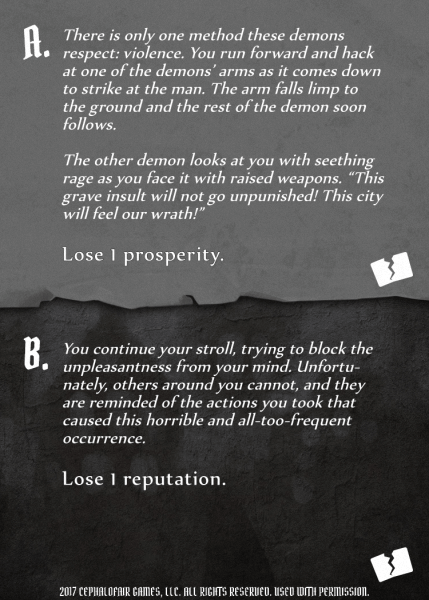 A. There is only one method these demons
respect: violence. You run forward and hack
at one of the demons' arms as it comes down
to strike at the man. The arm falls limp to
the ground and the rest of the demon soon
follows.
The other demon looks at you with seething
rage as you face it with raised weapons. “This
grave insult will not go unpunished! This city
will feel our wrath!”
Lose 1 prosperity.
B. You continue your stroll, trying to block the
unpleasantness from your mind. Unfortu-
nately, others around you cannot, and they
are reminded of the actions you took that
caused this horrible and all-too-frequent
occurrence.
Lose 1 reputation.
2017 CEPHALOFAIR GAMES, LLC. ALL RIGHTS RESERVED. USED WITH PERMISSION.